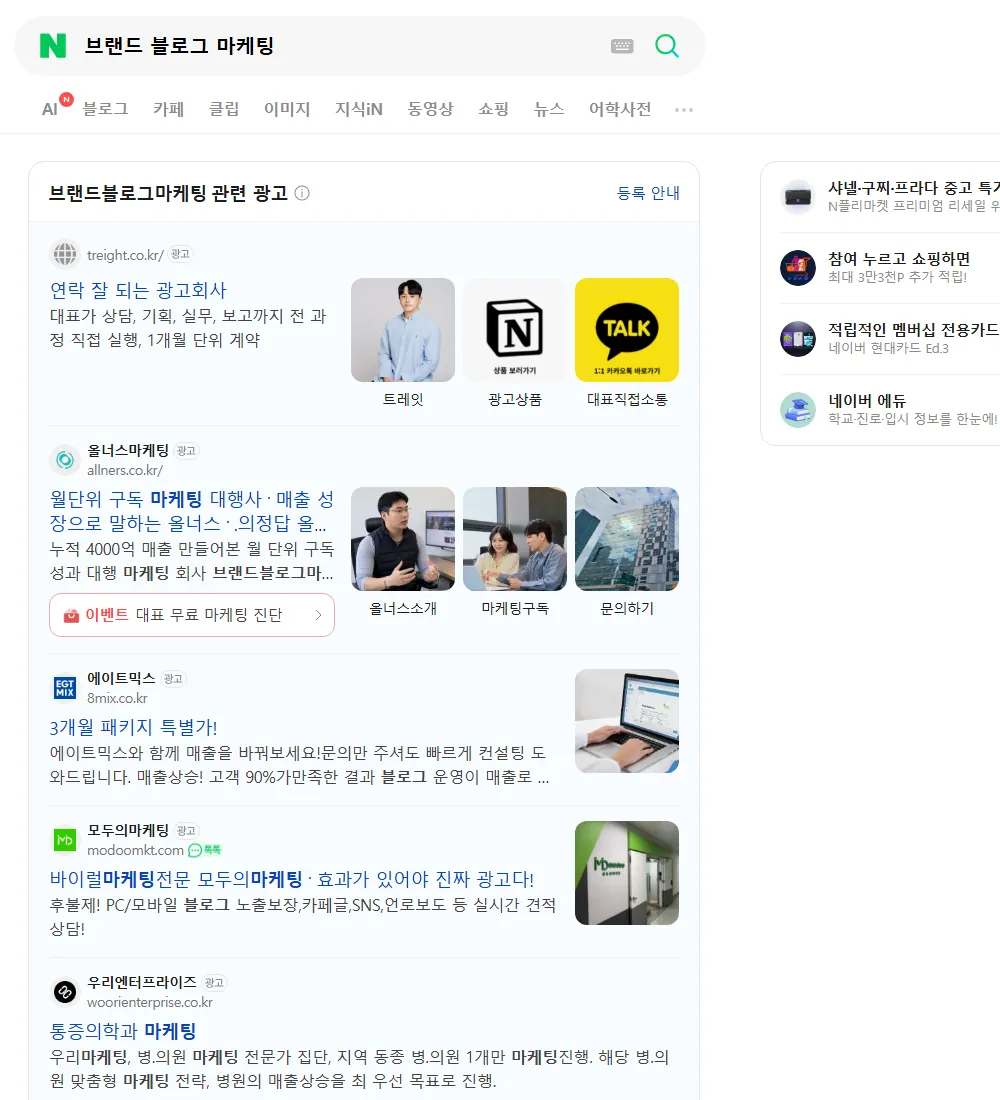 N 브랜드 블로그 마케팅
AI N 블로그 카페 클립 이미지 지식iN 동영상 쇼핑 뉴스 어학사전
브랜드블로그마케팅 관련 광고 등록 안내
treight.co.kr/ 광고
연락 잘 되는 광고회사
대표가 상담, 기획, 실무, 보고까지 전 과
정 직접 실행, 1개월 단위 계약
N
상품 보러가기
TALK
1:1 카카오톡 바로가기
트레잇 광고상품 대표직접소통
올너스마케팅 광고
allners.co.kr/
월단위 구독 마케팅 대행사 · 매출 성
장으로 말하는 올너스 · .의정답 올...
누적 4000억 매출 만들어본 월 단위 구독
성과 대행 마케팅 회사 브랜드블로그마...
이벤트 대표 무료 마케팅 진단
올너스소개 마케팅구독 문의하기
EGT
MIX
에이트믹스 광고
8mix.co.kr
3개월 패키지 특별가!
에이트믹스와 함께 매출을 바꿔보세요!문의만 주셔도 빠르게 컨설팅 도
와드립니다. 매출상승! 고객 90%가만족한 결과 블로그 운영이 매출로 ...
MD
모두의마케팅 광고
modoomkt.com 톡톡
바이럴마케팅전문 모두의마케팅 · 효과가 있어야 진짜 광고다!
후불제! PC/모바일 블로그 노출보장,카페글,SNS,언로보도 등 실시간 견적
상담!
우리엔터프라이즈 광고
woorienterprise.co.kr
통증의학과 마케팅
우리마케팅, 병.의원 마케팅 전문가 집단, 지역 동종 병.의원 1개만 마케팅진행. 해당 병.의
원 맞춤형 마케팅 전략, 병원의 매출상승을 최 우선 목표로 진행.
샤넬·구찌·프라다 중고 특가
N플리마켓 프리미엄 리세일 위
참여 누르고 쇼핑하면
최대 3만3천P 추가 적립!
적립적인 멤버십 전용카드
네이버 현대카드 Ed.3
네이버 에듀
학교·진로·입시 정보를 한눈에!